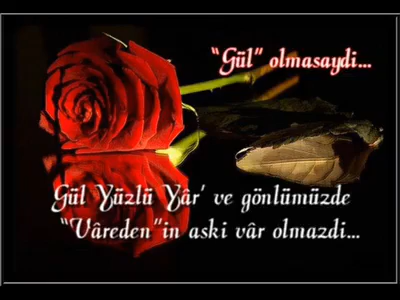 “Gül” olmasaydi...
Gül Yüzlü Yâr' ve gönlümüzde
“Vâreden”in aski vâr olmazdi...